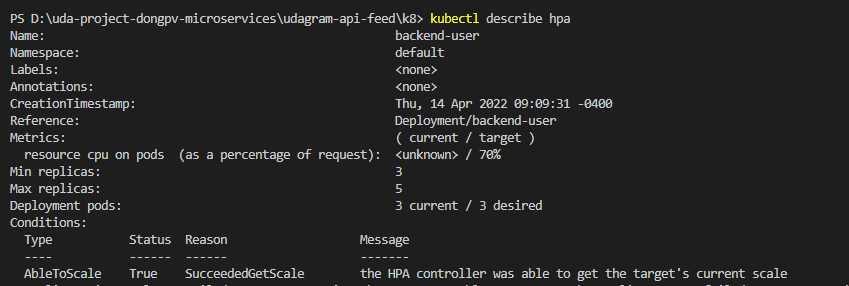 PS D:\uda-project-dongpv-microservices\udagram-api-feed\k8> kubectl describe hpa
Name: backend-user
Namespace: default
Labels: <none>
Annotations: <none>
CreationTimestamp: Thu, 14 Apr 2022 09:09:31 -0400
Reference: Deployment/backend-user
Metrics: ( current / target )
resource cpu on pods (as a percentage of request): <unknown> / 70%
Min replicas: 3
Max replicas: 5
Deployment pods: 3 current / 3 desired
Conditions:
Type Status Reason Message
---- ------ ------ -------
AbleToScale True SucceededGetScale the HPA controller was able to get the target's current scale